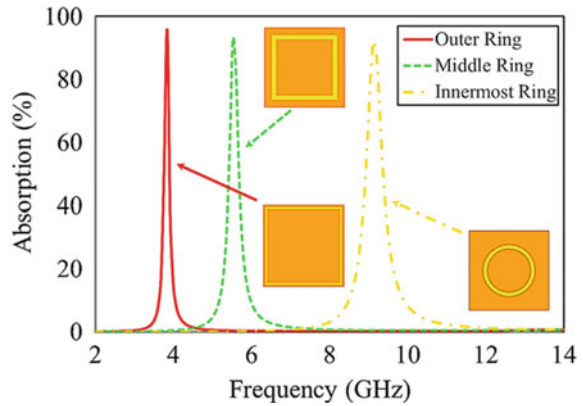 100
80
60
40
20
0
Absorption (%)
Outer Ring
Middle Ring
Innermost Ring
2 4 6 8 10 12 14
Frequency (GHz)